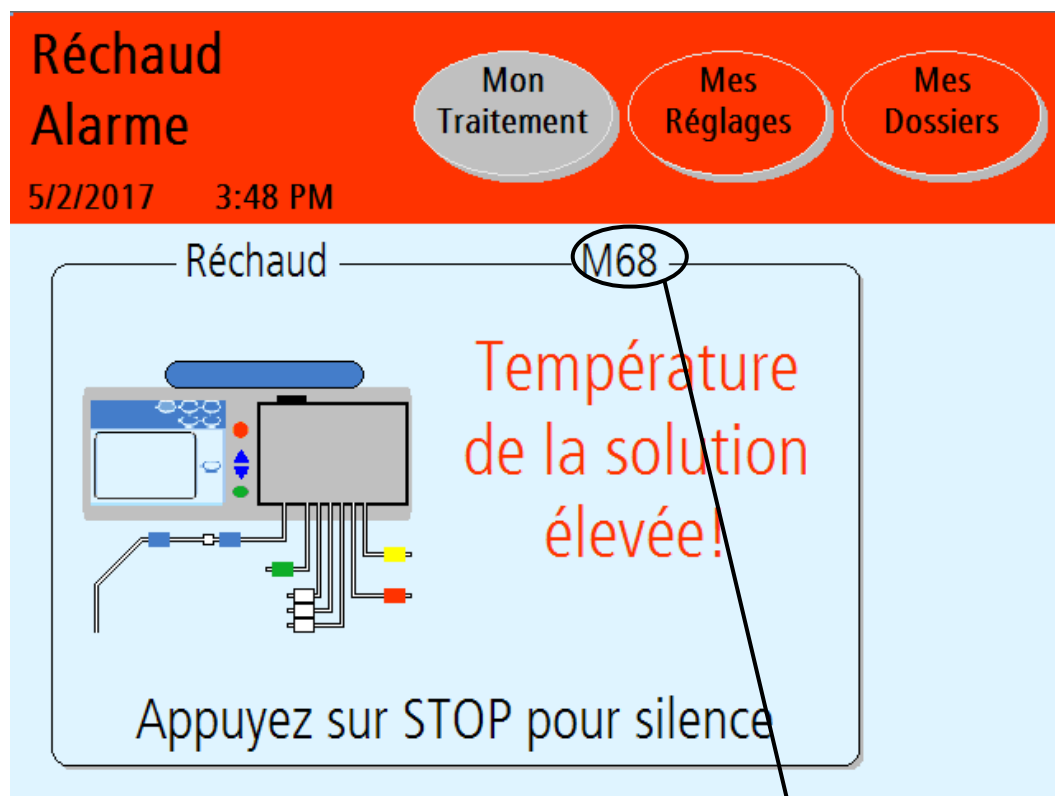 Réchaud
Alarme
5/2/2017 3:48 PM
Mon
Traitement
Mes
Réglages
Mes
Dossiers
Réchaud M68
Température
de la solution
élevée!
Appuyez sur STOP pour silence